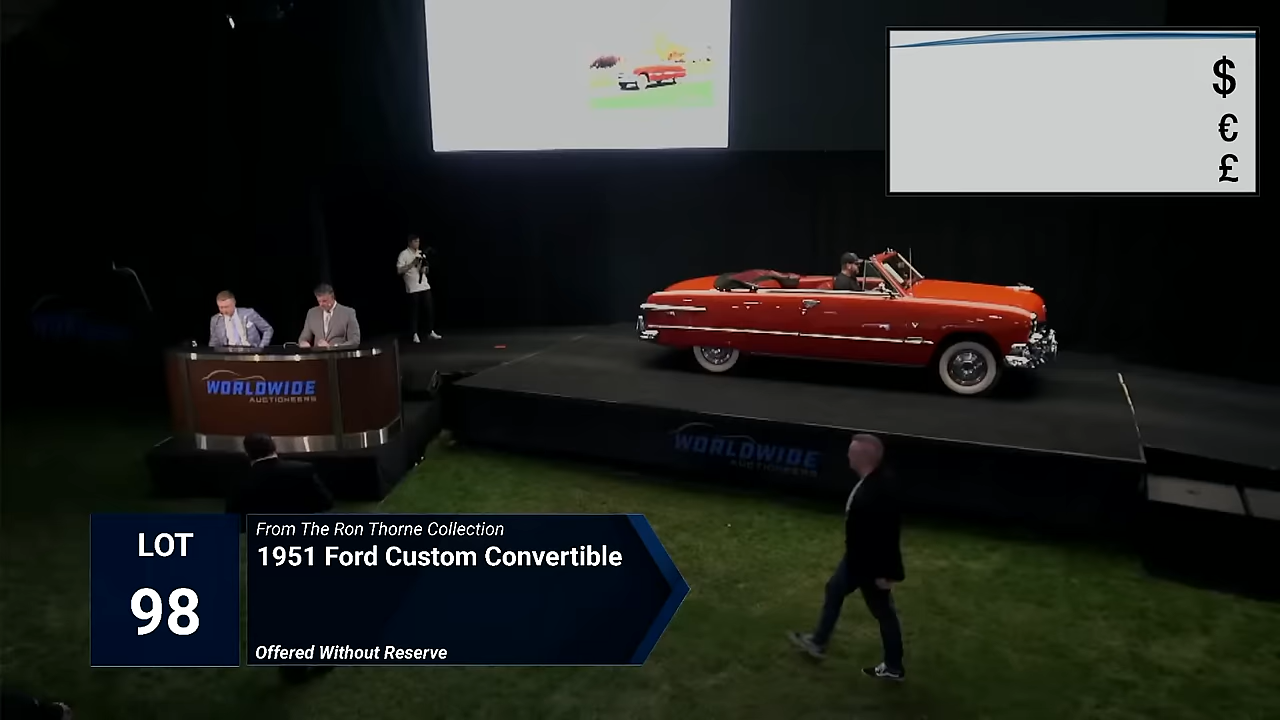 $
€
£
WORLDWIDE
AUCTIONEERS
WORLDWIDE
AUCTIONEERS
LOT
98
From The Ron Thorne Collection
1951 Ford Custom Convertible
Offered Without Reserve